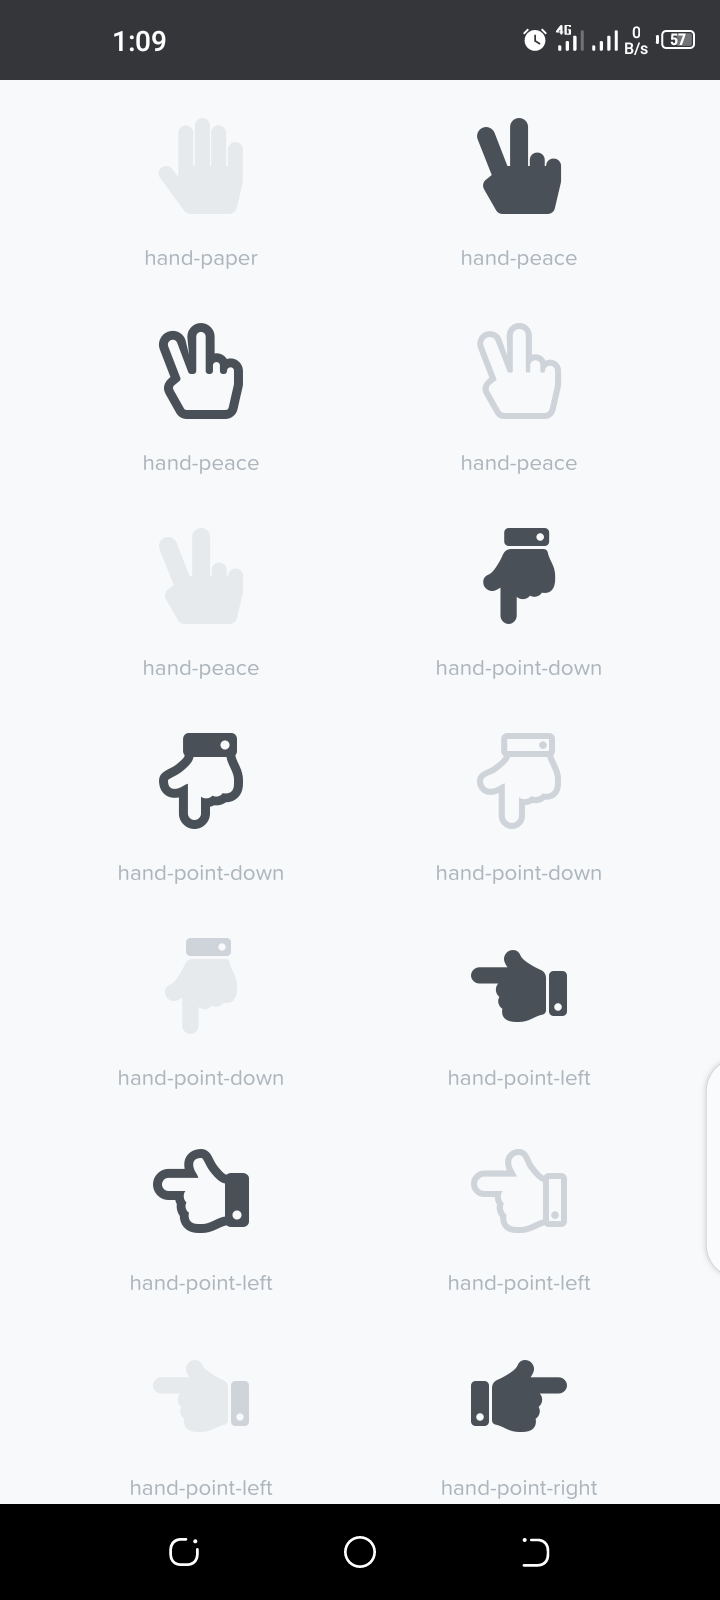 1:09
4G
0
B/s
57
hand-paper
hand-peace
hand-peace
hand-peace
hand-peace
hand-point-down
hand-point-down
hand-point-down
hand-point-down
hand-point-left
hand-point-left
hand-point-left
hand-point-left
hand-point-right